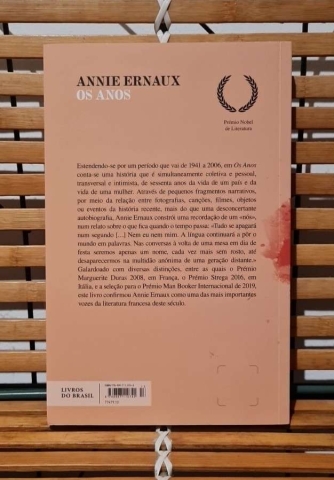 ANNIE ERNAUX
OS ANOS
Prémio Nobel
de Literatura
Estendendo-se por um período que vai de 1941 a 2006, em Os Anos
conta-se uma história que é simultaneamente coletiva e pessoal,
transversal e intimista, de sessenta anos da vida de um país e da
vida de uma mulher. Através de pequenos fragmentos narrativos,
por meio da relação entre fotografias, canções, filmes, objetos
ou eventos da história recente, mais do que uma desconcertante
autobiografia, Annie Ernaux constrói uma recordação de um «nós»,
num relato sobre o que fica quando o tempo passa: «Tudo se apagará
num segundo [...] Nem eu nem mim. A língua continuará a pôr o
mundo em palavras. Nas conversas à volta de uma mesa em dia de
festa seremos apenas um nome, cada vez mais sem rosto, até
desaparecermos na multidão anónima de uma geração distante.»
Galardoado com diversas distinções, entre as quais o Prémio
Marguerite Duras 2008, em França, o Prémio Strega 2016, em
Itália, e a seleção para o Prémio Man Booker Internacional de 2019,
este livro confirmou Annie Ernaux como uma das mais importantes
vozes da literatura francesa deste século.
LIVROS
DO BRASIL